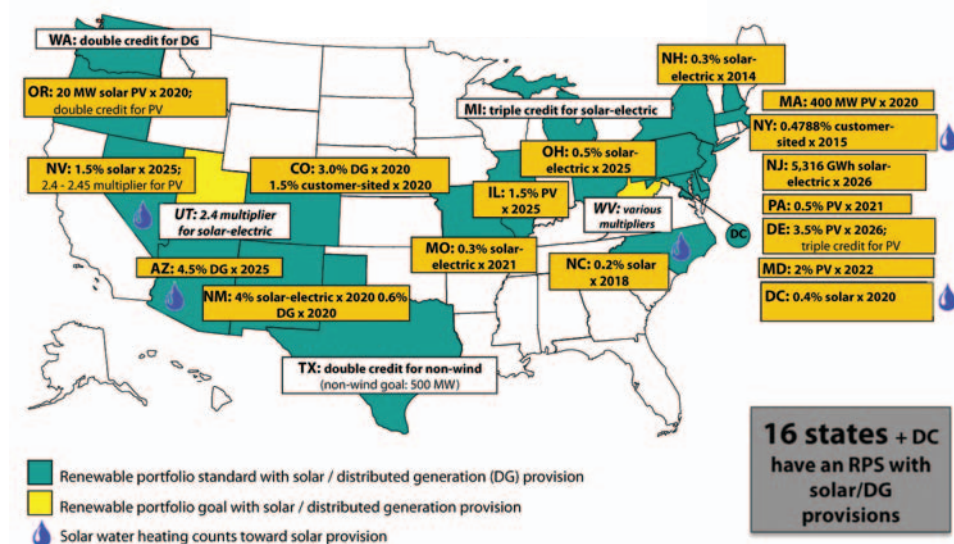 WA: double credit for DG
OR: 20 MW solar PV x 2020;
double credit for PV
NV: 1.5% solar x 2025;
2.4 - 2.45 multiplier for PV
UT: 2.4 multiplier
for solar-electric
AZ: 4.5% DG x 2025
NM: 4% solar-electric x 2020 0.6%
DG x 2020
CO: 3.0% DG x 2020
1.5% customer-sited x 2020
TX: double credit for non-wind
(non-wind goal: 500 MW)
MI: triple credit for solar-electric
OH: 0.5% solar-
electric x 2025
IL: 1.5% PV
x 2025
MO: 0.3% solar-
electric x 2021
WV: various
multipliers
NC: 0.2% solar
x 2018
NH: 0.3% solar-
electric x 2014
MA: 400 MW PV x 2020
NY: 0.4788% customer-
sited x 2015
NJ: 5,316 GWh solar-
electric x 2026
PA: 0.5% PV x 2021
DE: 3.5% PV x 2026;
triple credit for PV
MD: 2% PV x 2022
DC: 0.4% solar x 2020
DC
16 states + DC
have an RPS with
solar/DG
provisions
Renewable portfolio standard with solar / distributed generation (DG) provision
Renewable portfolio goal with solar / distributed generation provision
Solar water heating counts toward solar provision